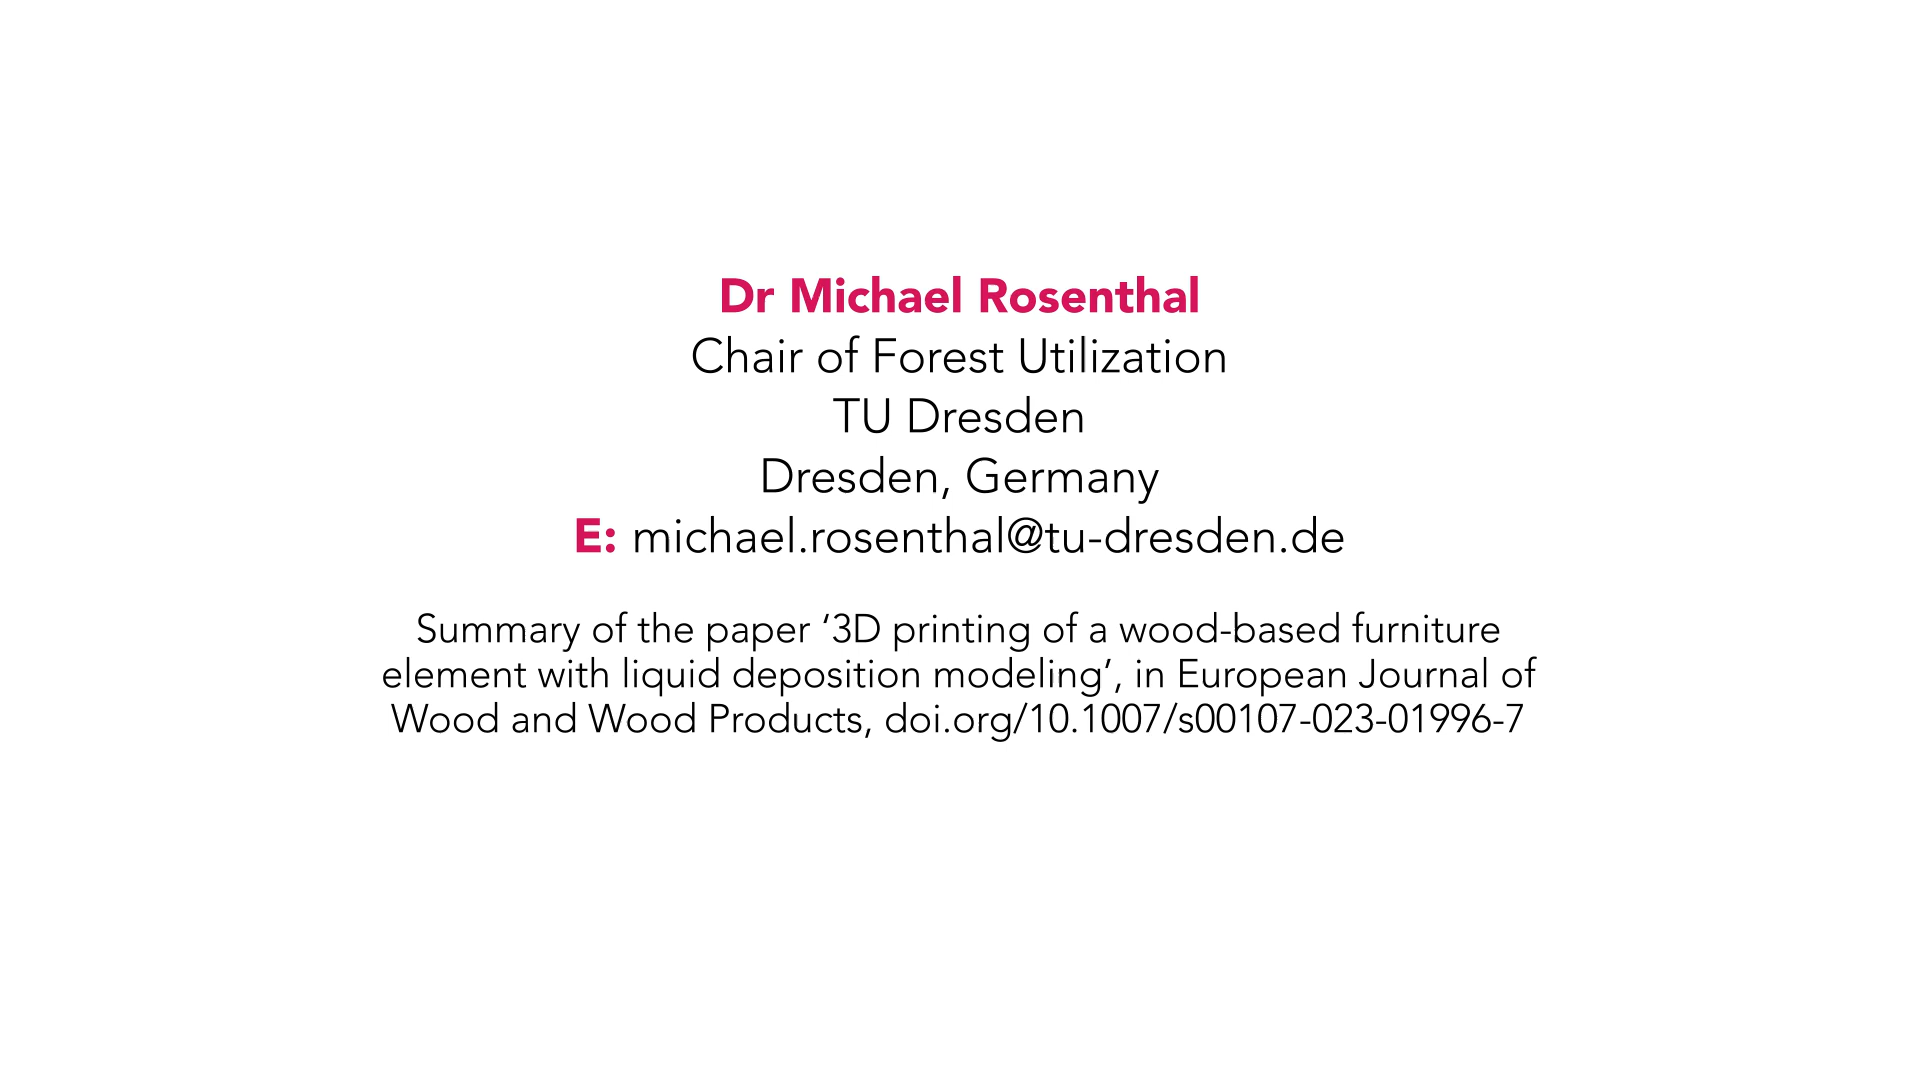 Dr Michael Rosenthal
Chair of Forest Utilization
TU Dresden
Dresden, Germany
E: michael.rosenthal@tu-dresden.de
Summary of the paper ‘3D printing of a wood-based furniture
element with liquid deposition modeling’, in European Journal of
Wood and Wood Products, doi.org/10.1007/s00107-023-01996-7